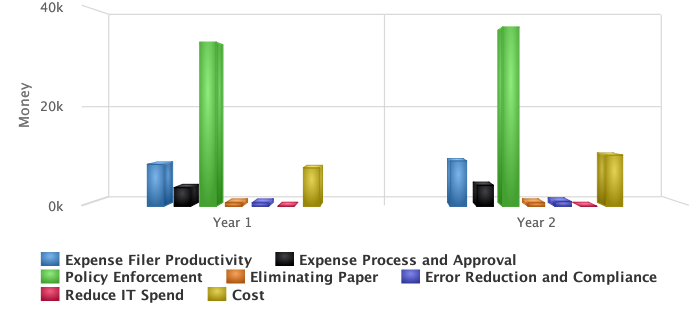 40k
20k
0k
Money
Year 1
Year 2
Expense Filer Productivity
Expense Process and Approval
Policy Enforcement
Eliminating Paper
Error Reduction and Compliance
Reduce IT Spend
Cost